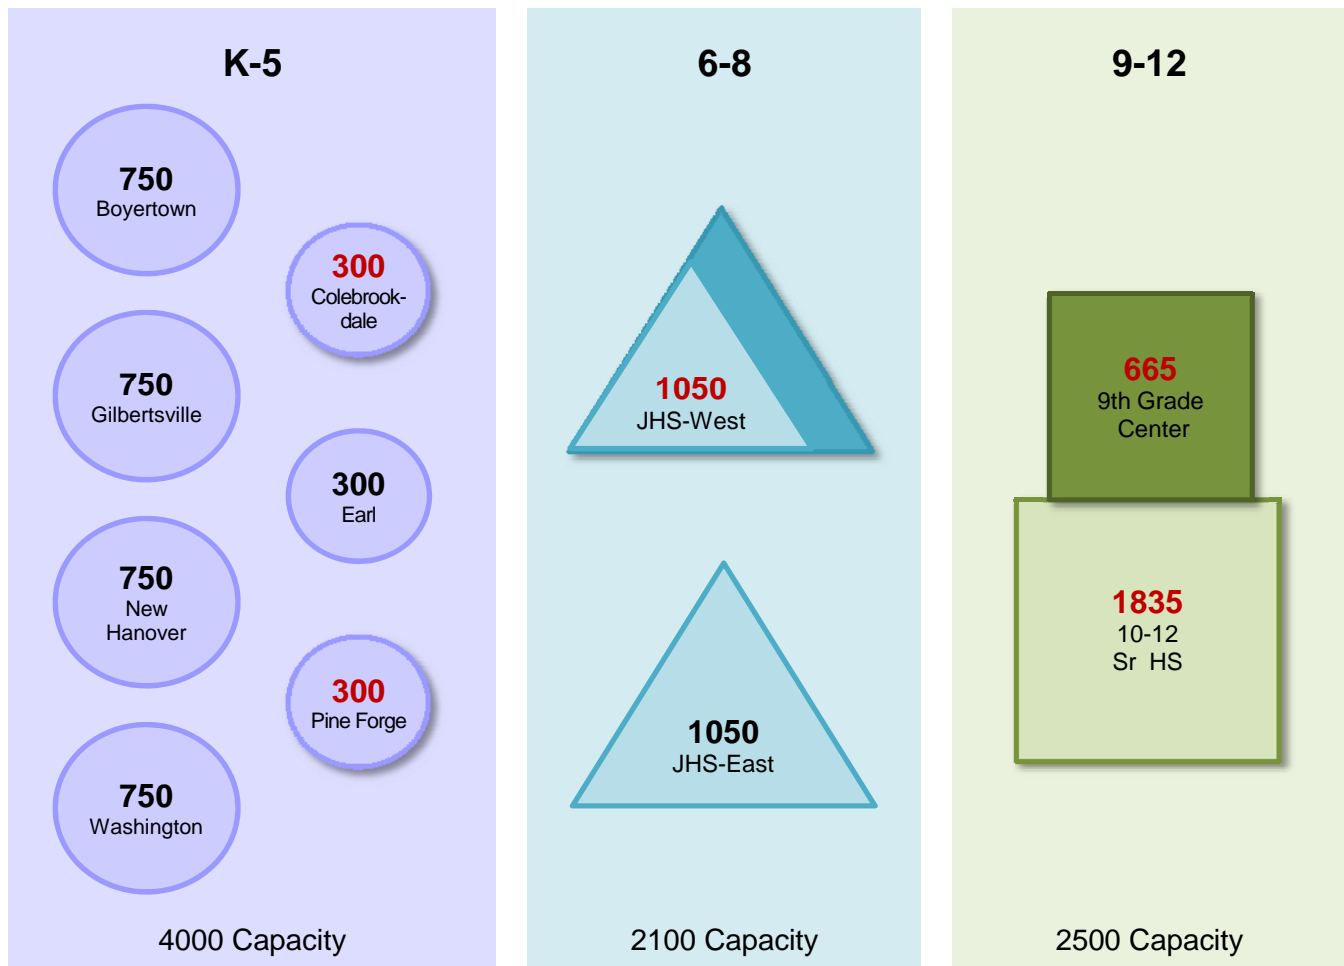 K-5
750
Boyertown
300
Colebrook-
dale
750
Gilbertsville
300
Earl
750
New
Hanover
300
Pine Forge
750
Washington
4000 Capacity
6-8
1050
JHS-West
1050
JHS-East
2100 Capacity
9-12
665
9th Grade
Center
1835
10-12
Sr HS
2500 Capacity